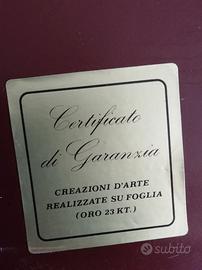 Certificato
di Garanzia
CREAZIONI D'ARTE
REALIZZATE SU FOGLIA
(ORO 23 KT.)
subito